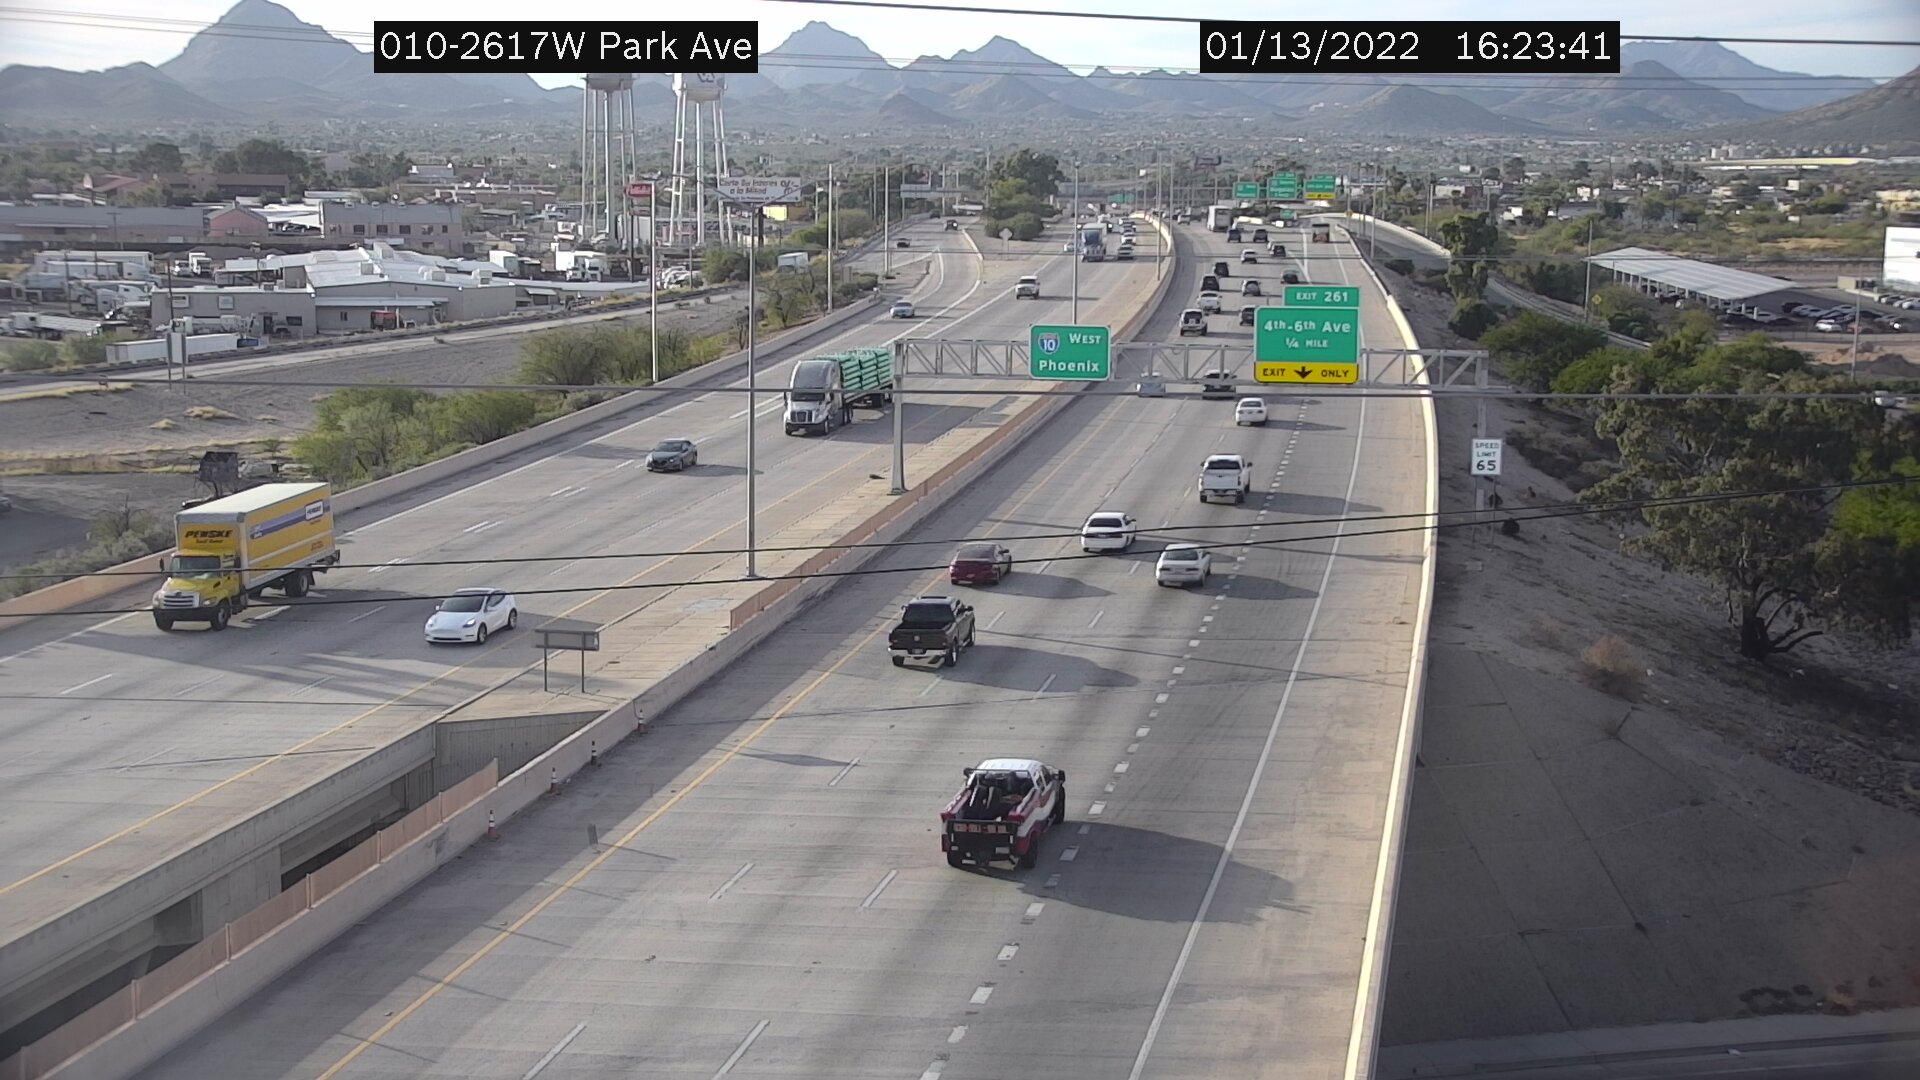 010-2617W Park Ave
01/13/2022 16:23:41
EXIT 261
4th-6th Ave
1/4 MILE
EXIT ONLY
10 WEST
Phoenix
SPEED
LIMIT
65
PENSKE